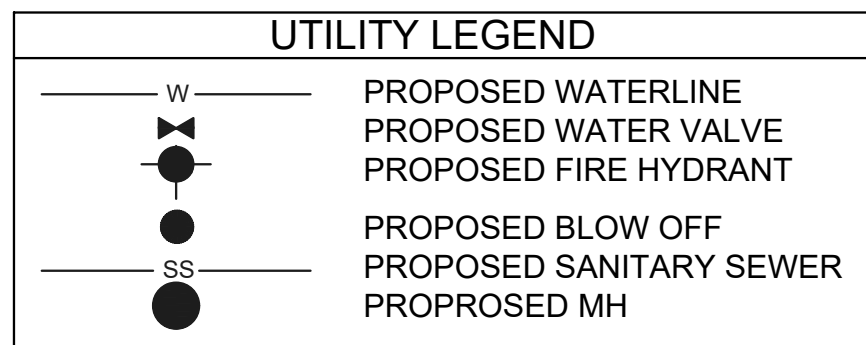 UTILITY LEGEND
W PROPOSED WATERLINE
PROPOSED WATER VALVE
PROPOSED FIRE HYDRANT
PROPOSED BLOW OFF
SS PROPOSED SANITARY SEWER
PROPROSED MH